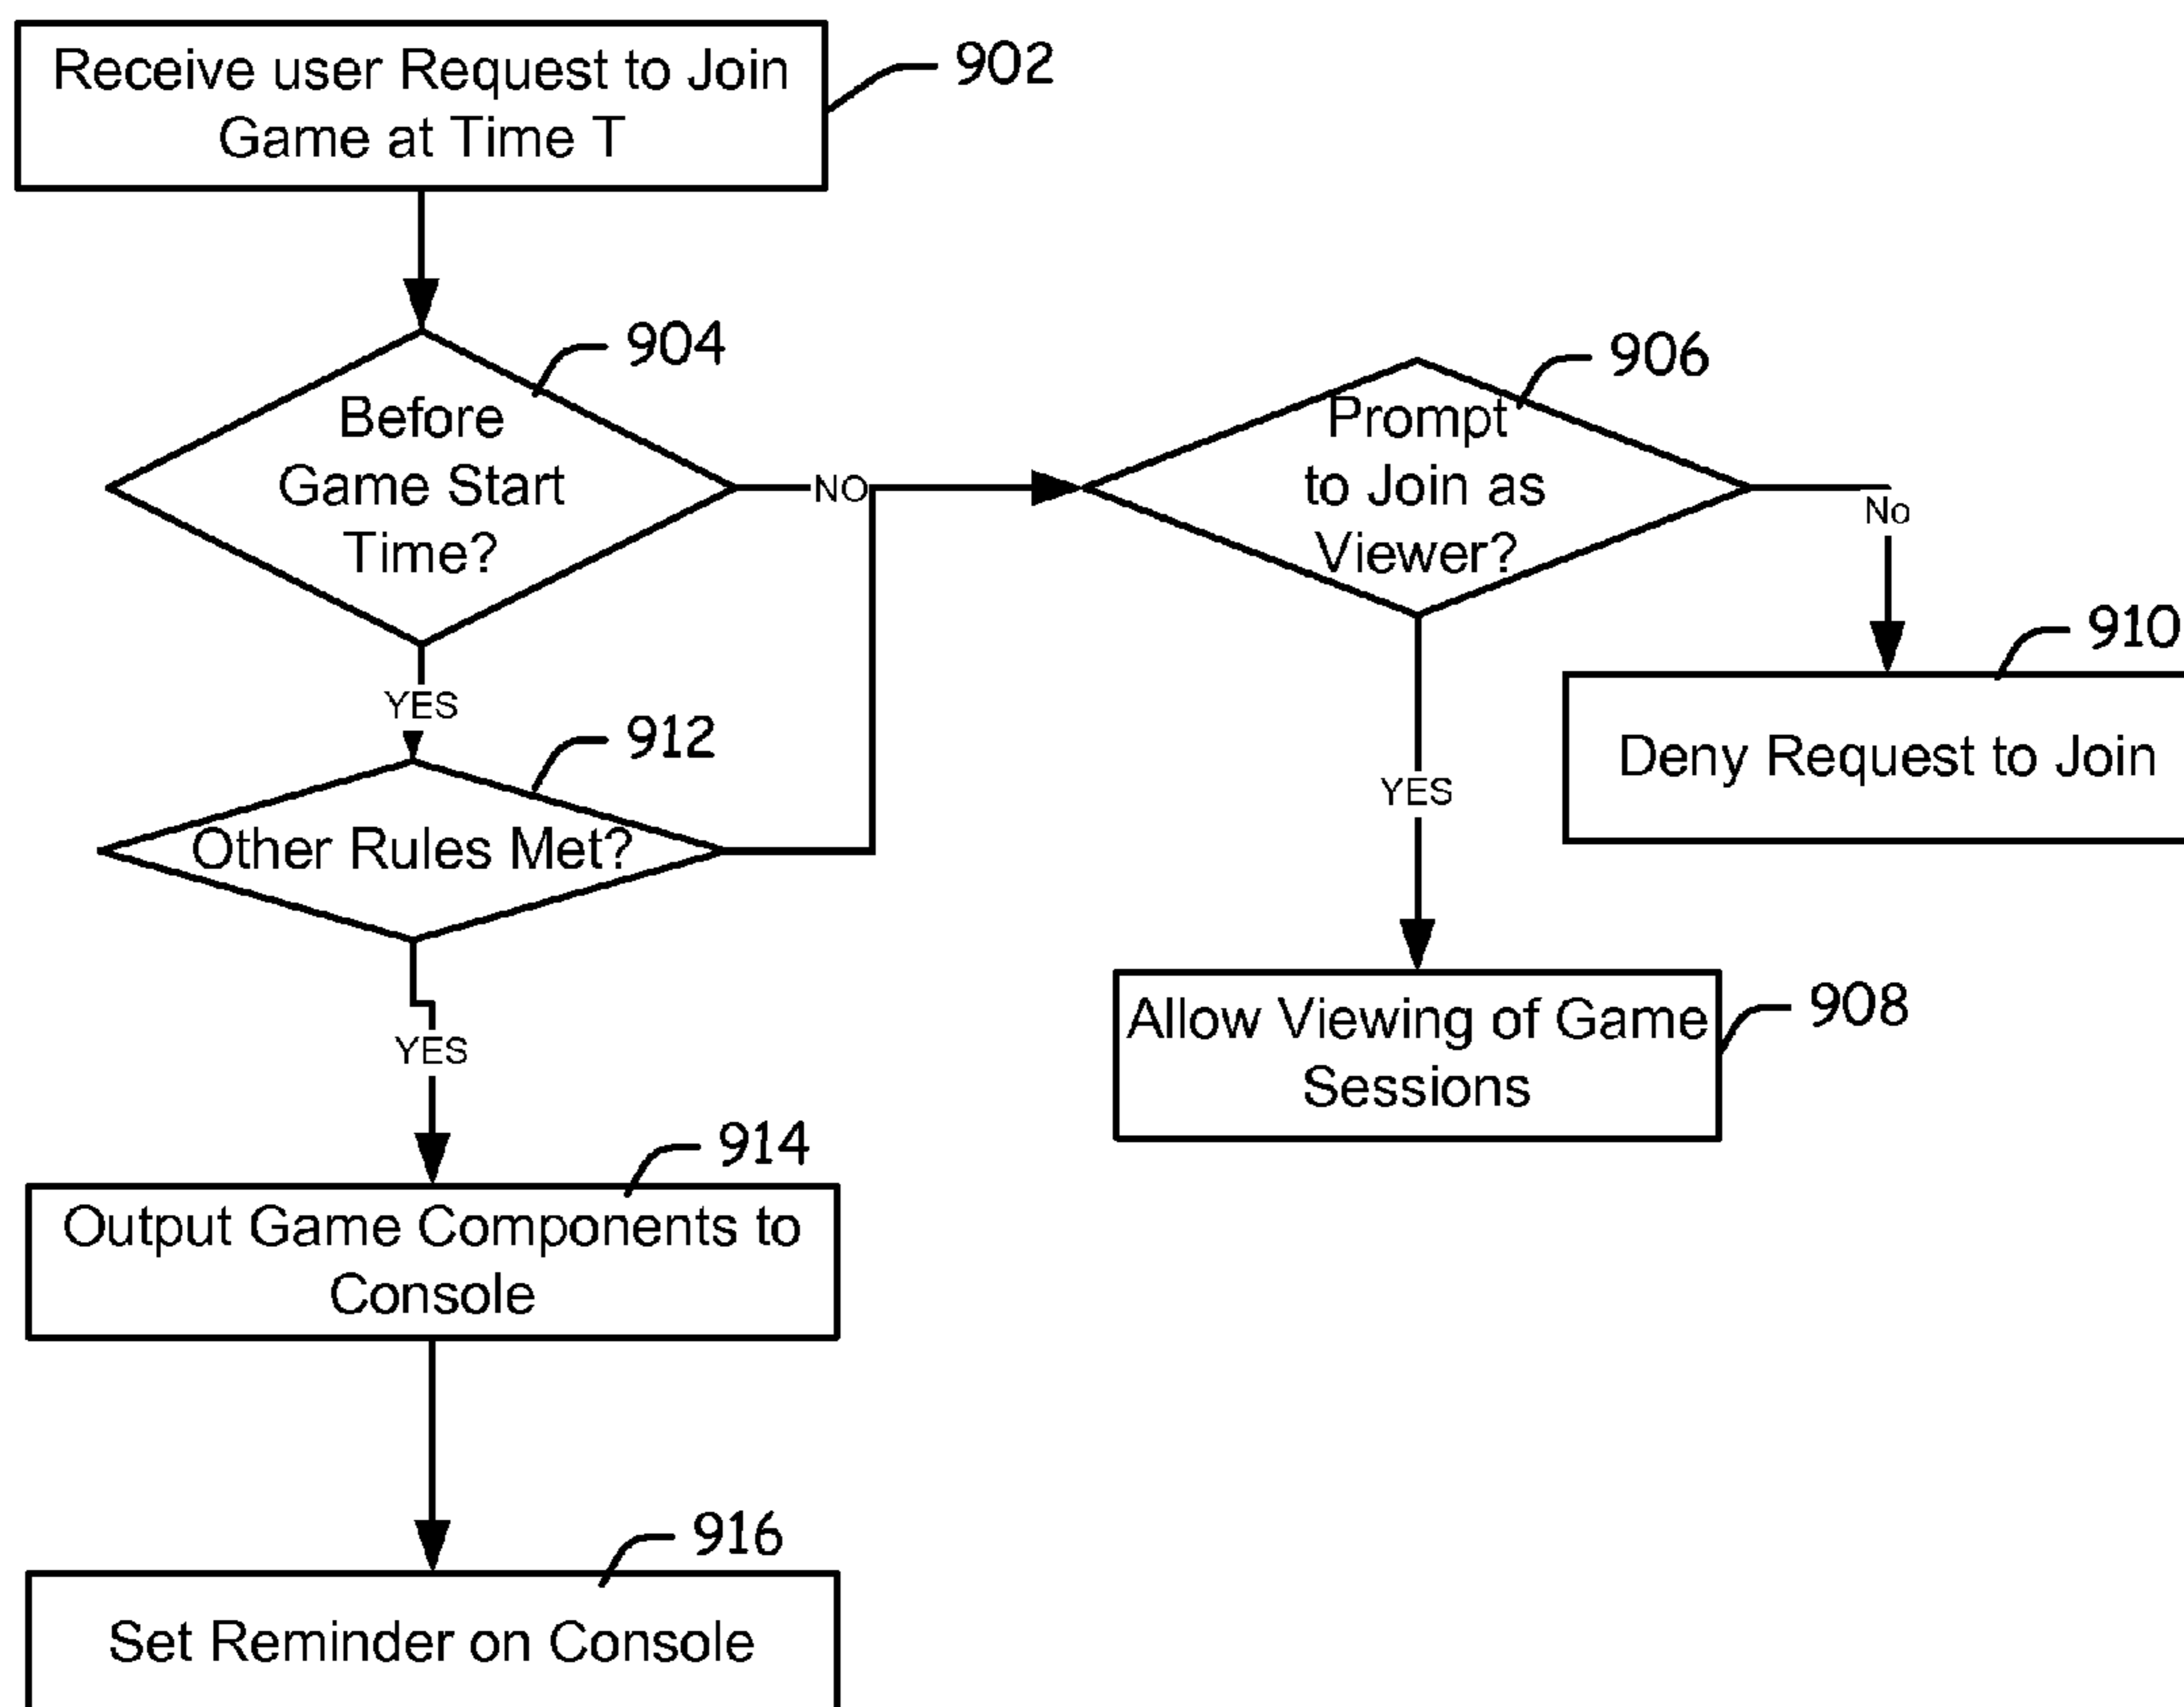 Receive user Request to Join
Game at Time T
902
904
Before
Game Start
Time?
NO
906
Prompt
to Join as
Viewer?
No
910
Deny Request to Join
YES
912
Other Rules Met?
YES
Allow Viewing of Game
Sessions
908
YES
914
Output Game Components to
Console
916
Set Reminder on Console